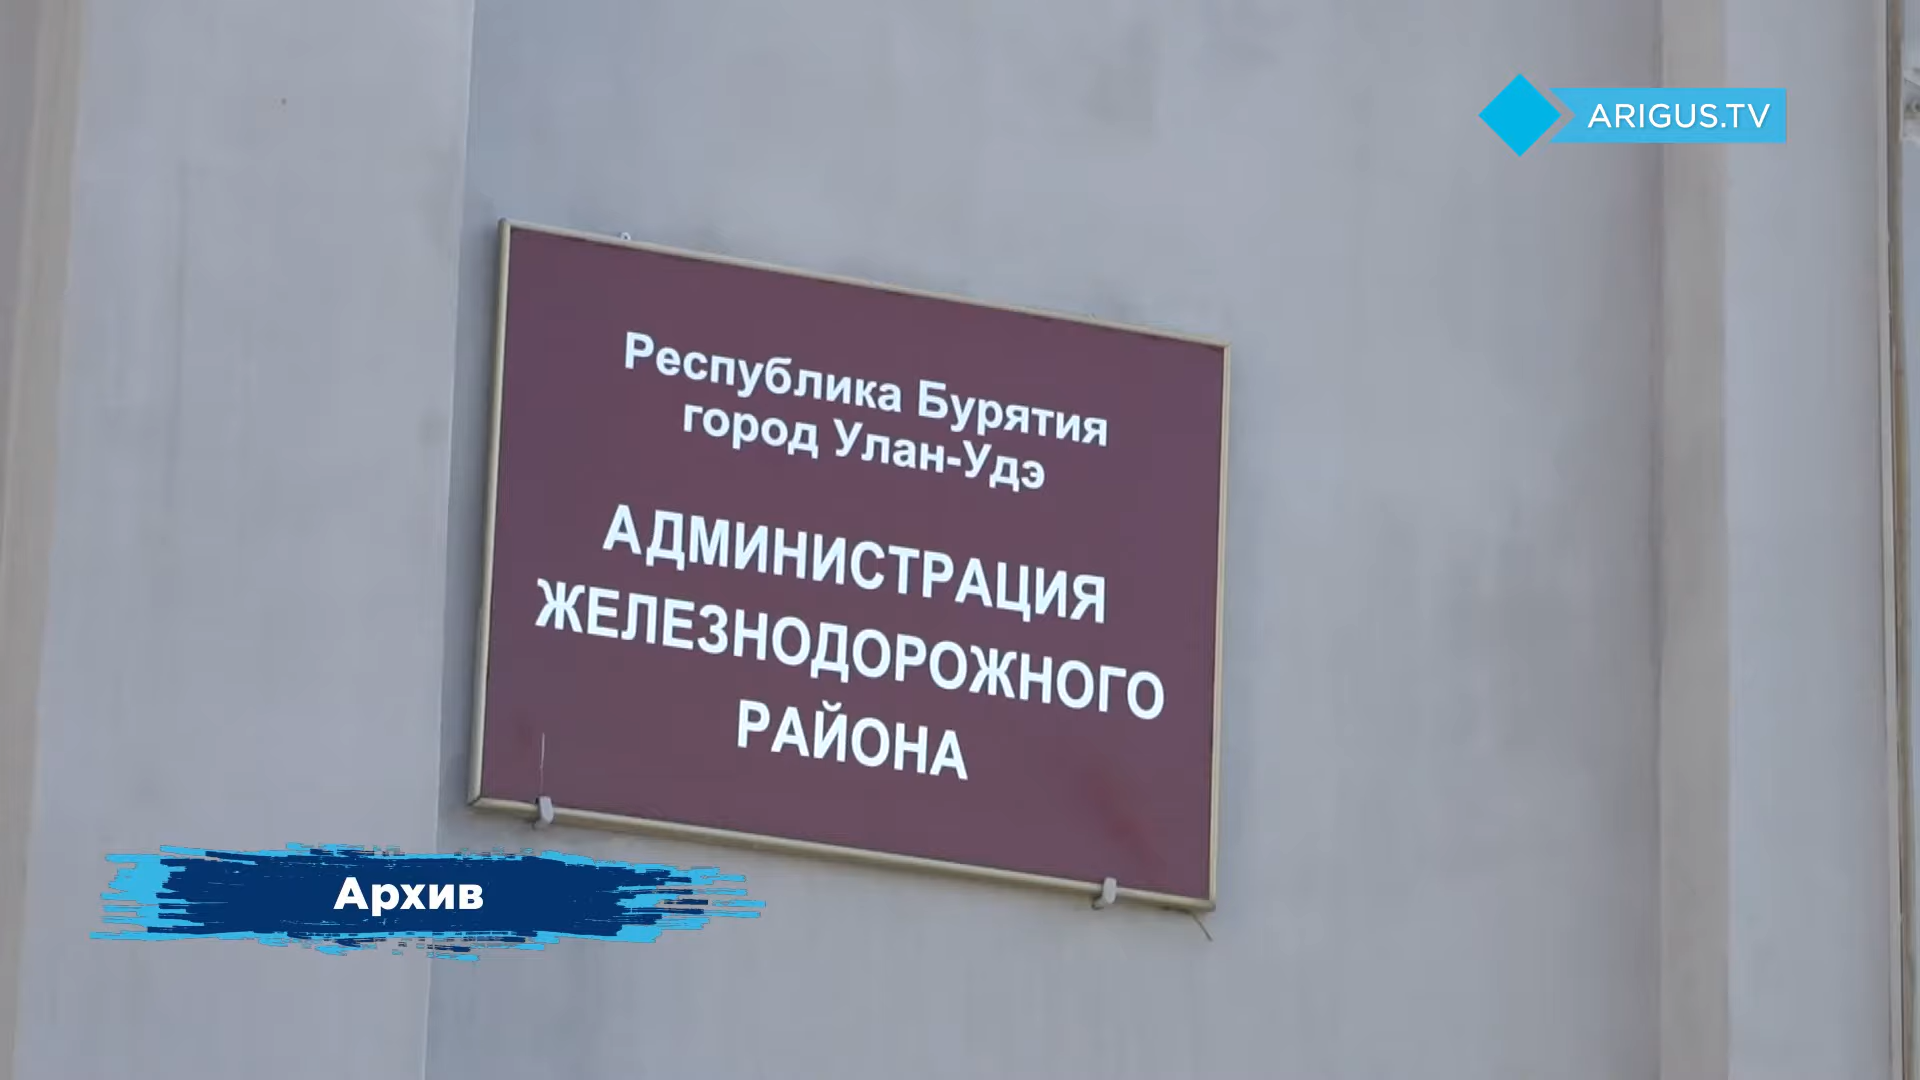 ARIGUS.TV
Республика Бурятия
город Улан-Удэ
АДМИНИСТРАЦИЯ
ЖЕЛЕЗНОДОРОЖНОГО
РАЙОНА
Архив